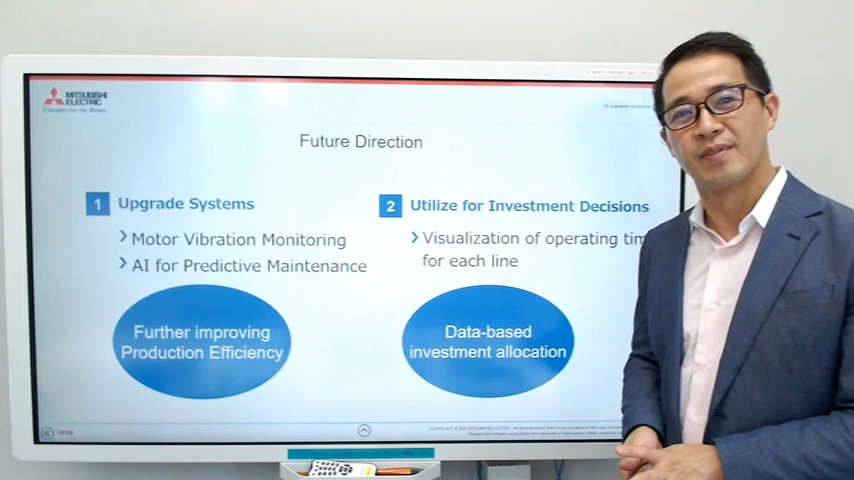 MITSUBISHI
ELECTRIC
Changes for the Better
Future Direction
1 Upgrade Systems
Motor Vibration Monitoring
AI for Predictive Maintenance
Further improving
Production Efficiency
2 Utilize for Investment Decisions
Visualization of operating tim
for each line
Data-based
investment allocation
OPEN